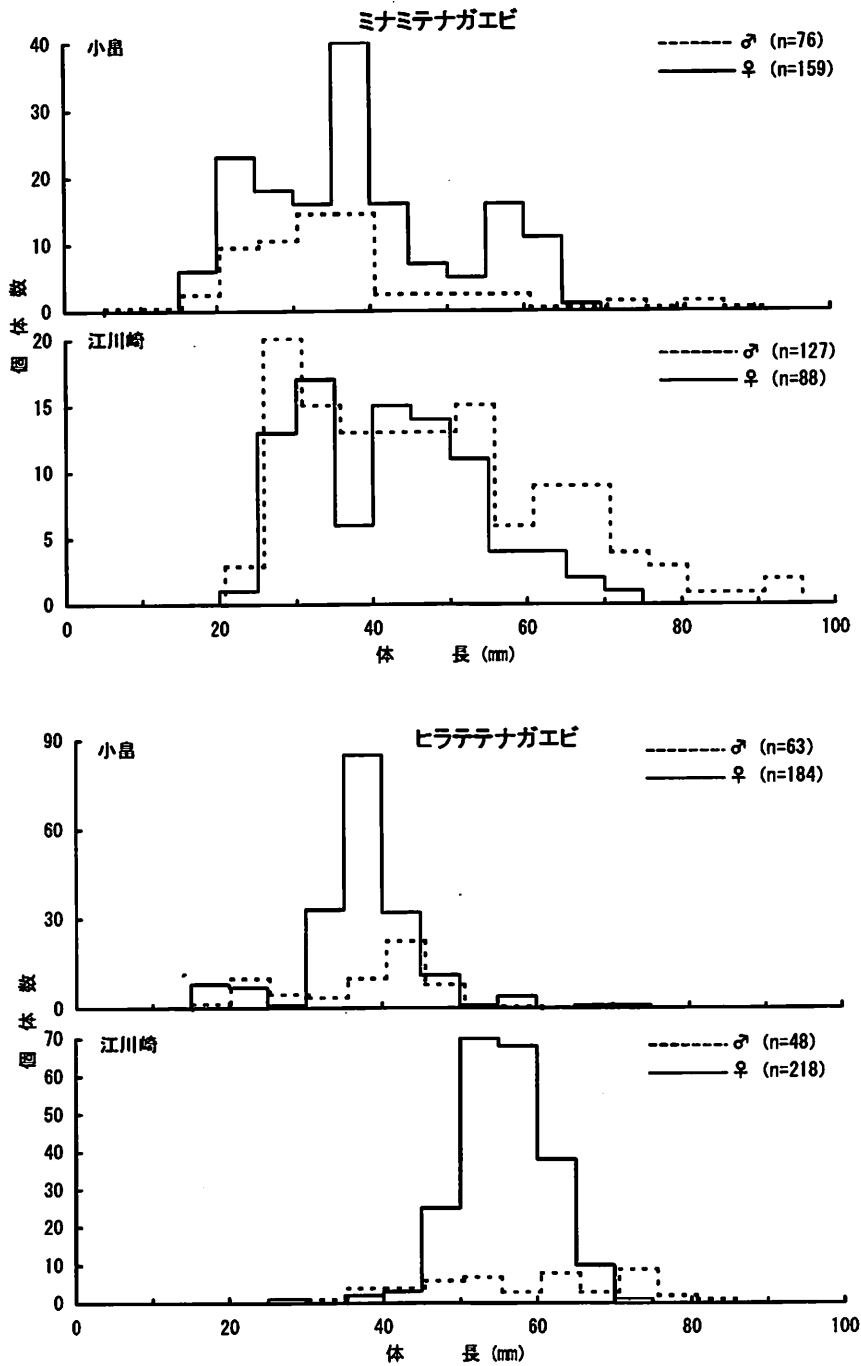 ミナミテナガエビ
小畠
♂ (n=76)
♀ (n=159)
40
30
20
10
0
江川崎
♂ (n=127)
♀ (n=88)
20
15
10
5
0
個体数
0 20 40 60 80 100
体 長 (mm)
ヒラテテナガエビ
小畠
♂ (n=63)
♀ (n=184)
90
60
30
0
江川崎
♂ (n=48)
♀ (n=218)
70
60
50
40
30
20
10
0
個体数
0 20 40 60 80 100
体 長 (mm)